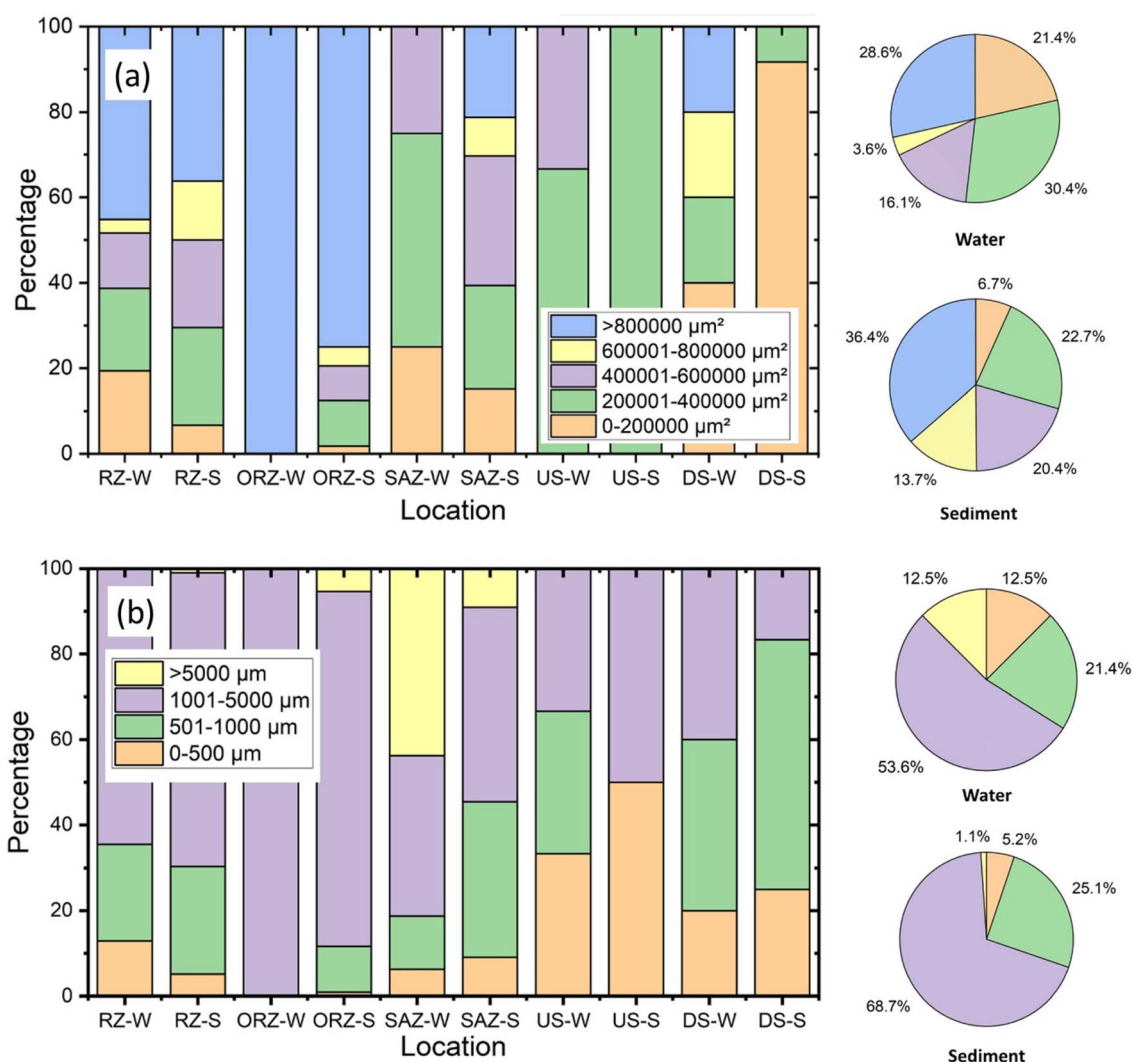 (a)
Percentage
100
80
60
40
20
0
>800000 µm²
600001-800000 µm²
400001-600000 µm²
200001-400000 µm²
0-200000 µm²
RZ-W RZ-S ORZ-W ORZ-S SAZ-W SAZ-S US-W US-S DS-W DS-S
Location
28.6%
21.4%
3.6%
16.1%
30.4%
Water
6.7%
36.4%
22.7%
13.7%
20.4%
Sediment
(b)
Percentage
100
80
60
40
20
0
>5000 µm
1001-5000 µm
501-1000 µm
0-500 µm
RZ-W RZ-S ORZ-W ORZ-S SAZ-W SAZ-S US-W US-S DS-W DS-S
Location
12.5% 12.5%
21.4%
53.6%
Water
1.1% 5.2%
25.1%
68.7%
Sediment